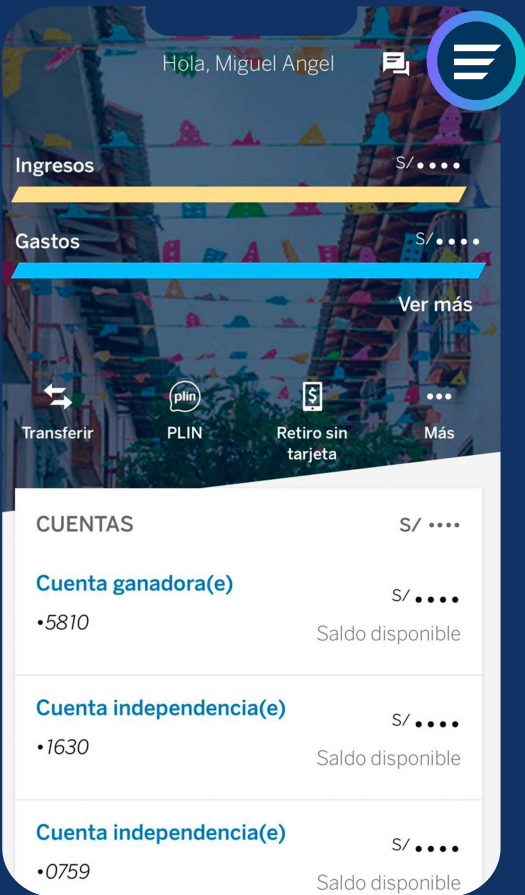 Hola, Miguel Angel
Ingresos S/••••
Gastos S/••••
Ver más
plin
$
Transferir PLIN Retiro sin tarjeta Más
CUENTAS S/ ••••
Cuenta ganadora(e) S/••••
•5810 Saldo disponible
Cuenta independencia(e) S/••••
•1630 Saldo disponible
Cuenta independencia(e) S/••••
•0759 Saldo disponible